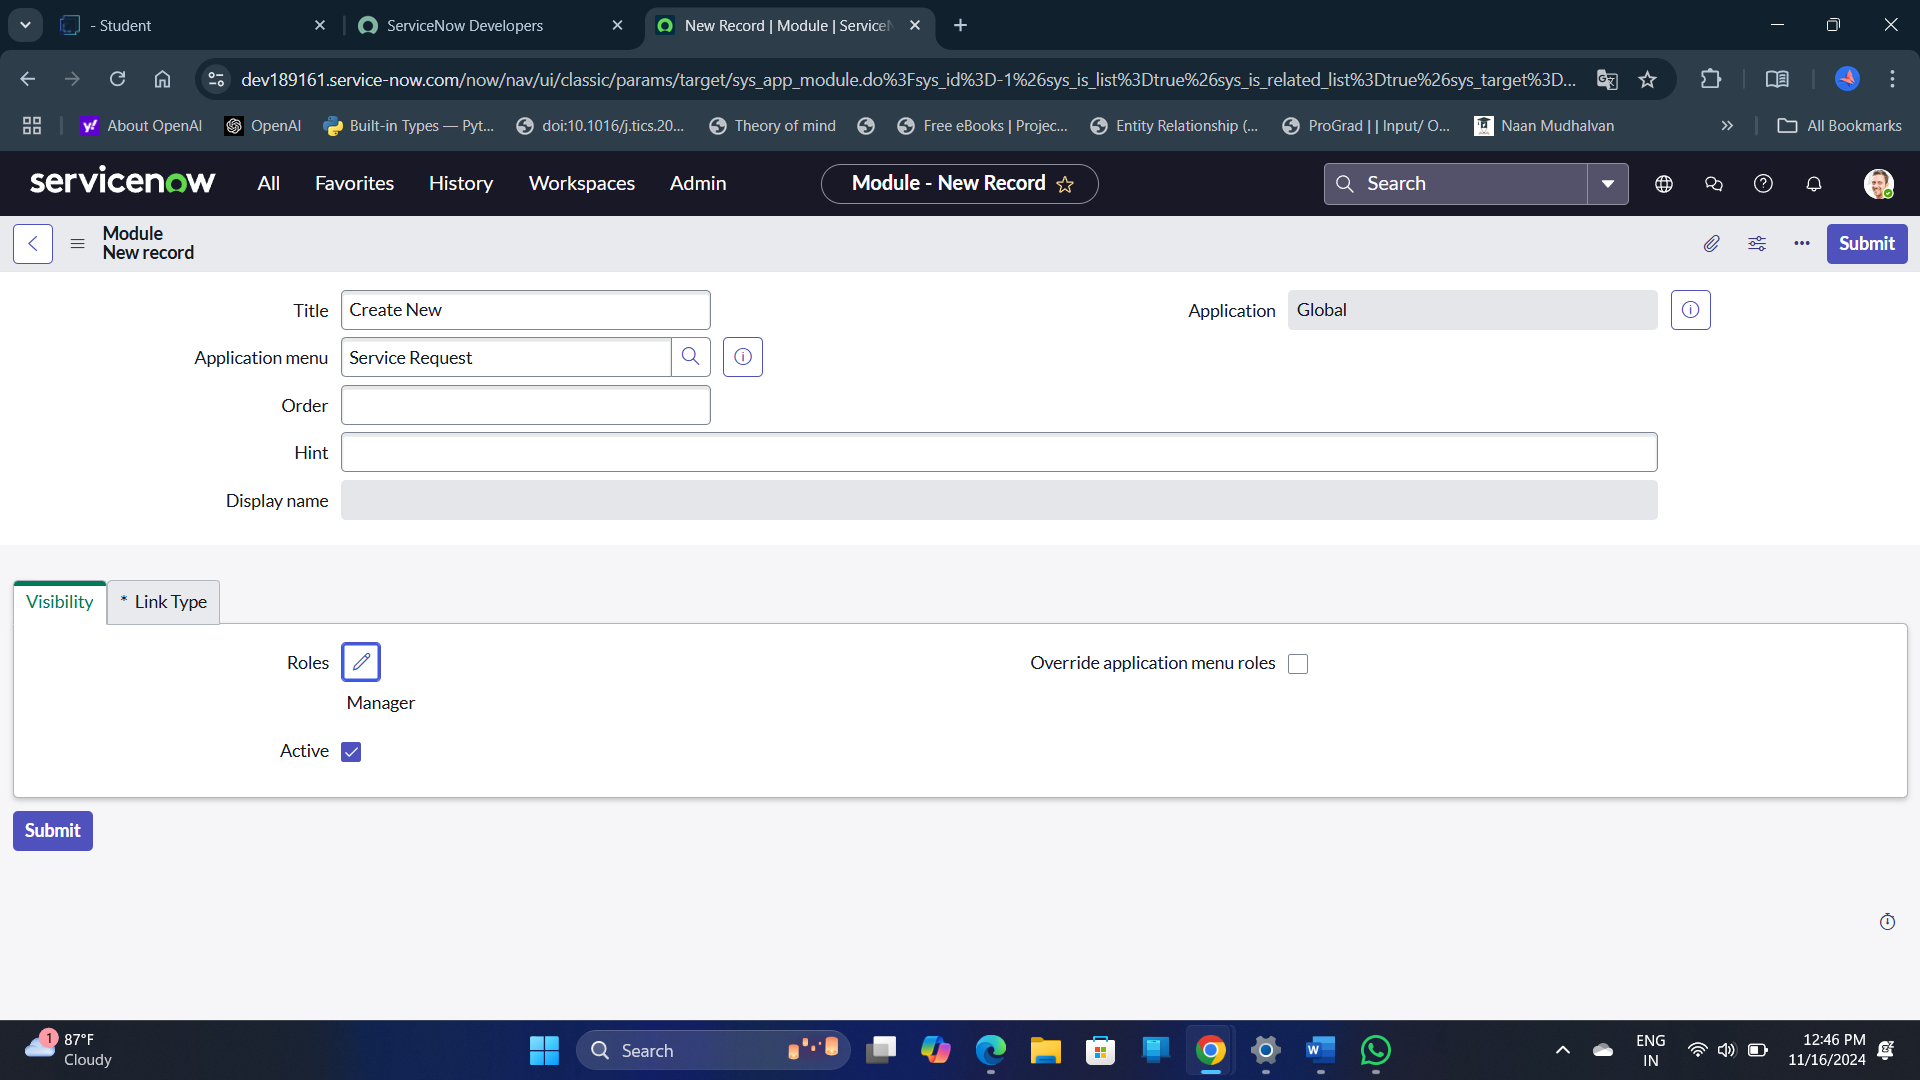 - Student
ServiceNow Developers
New Record | Module | ServiceN
dev189161.service-now.com/now/nav/ui/classic/params/target/sys_app_module.do%3Fsys_id%3D-1%26sys_is_list%3Dtrue%26sys_is_related_list%3Dtrue%26sys_target%3D...
About OpenAI
OpenAI
Built-in Types — Pyt...
doi:10.1016/j.tics.20...
Theory of mind
Free eBooks | Projec...
Entity Relationship (...
ProGrad | | Input/ O...
Naan Mudhalvan
All Bookmarks
servicenow
All
Favorites
History
Workspaces
Admin
Module - New Record
Search
Module
New record
Submit
Title
Create New
Application
Global
Application menu
Service Request
Order
Hint
Display name
Visibility
* Link Type
Roles
Override application menu roles
Manager
Active
Submit
1
87°F
Cloudy
Search
ENG
IN
12:46 PM
11/16/2024